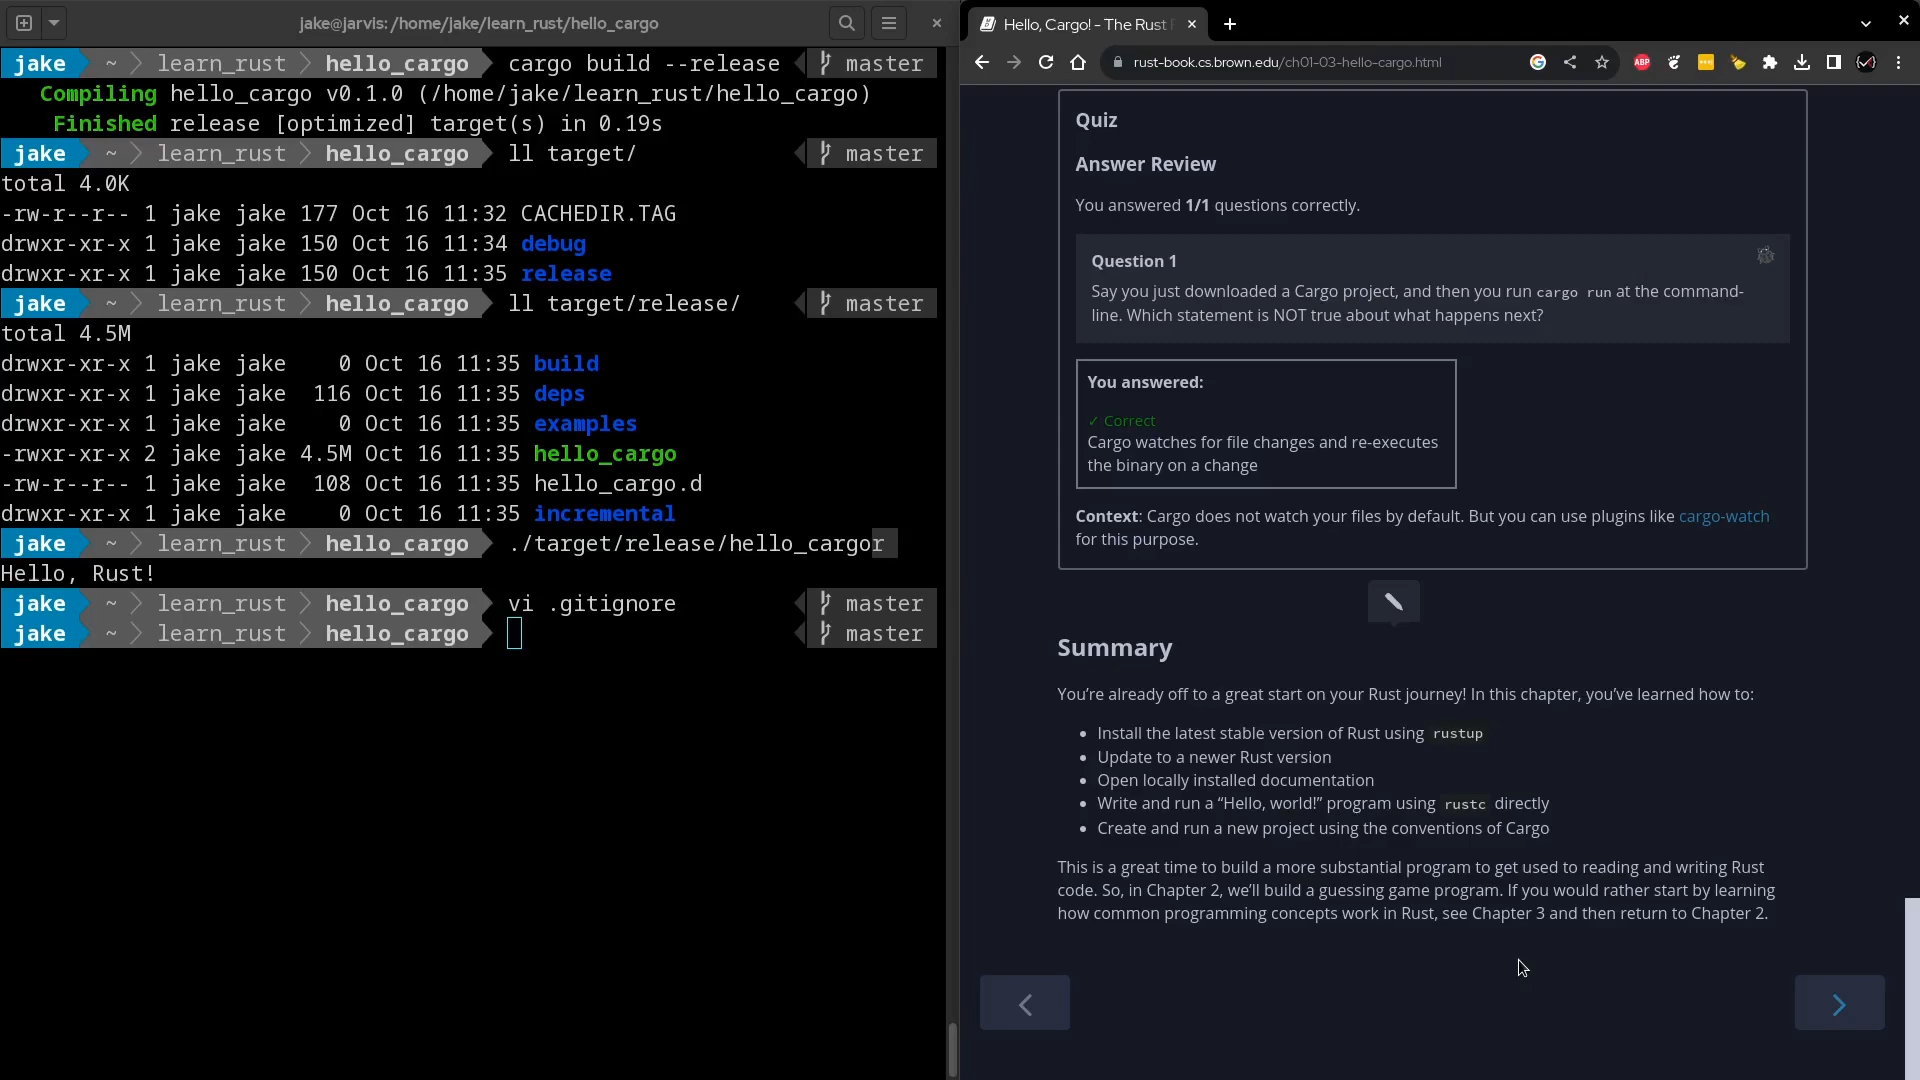 jake@jarvis: /home/jake/learn_rust/hello_cargo
jake ~ learn_rust hello_cargo cargo build --release master
Compiling hello_cargo v0.1.0 (/home/jake/learn_rust/hello_cargo)
Finished release [optimized] target(s) in 0.19s
jake ~ learn_rust hello_cargo ll target/ master
total 4.0K
-rw-r--r-- 1 jake jake 177 Oct 16 11:32 CACHEDIR.TAG
drwxr-xr-x 1 jake jake 150 Oct 16 11:34 debug
drwxr-xr-x 1 jake jake 150 Oct 16 11:35 release
jake ~ learn_rust hello_cargo ll target/release/ master
total 4.5M
drwxr-xr-x 1 jake jake 0 Oct 16 11:35 build
drwxr-xr-x 1 jake jake 116 Oct 16 11:35 deps
drwxr-xr-x 1 jake jake 0 Oct 16 11:35 examples
-rwxr-xr-x 2 jake jake 4.5M Oct 16 11:35 hello_cargo
-rw-r--r-- 1 jake jake 108 Oct 16 11:35 hello_cargo.d
drwxr-xr-x 1 jake jake 0 Oct 16 11:35 incremental
jake ~ learn_rust hello_cargo ./target/release/hello_cargor
Hello, Rust!
jake ~ learn_rust hello_cargo vi .gitignore master
jake ~ learn_rust hello_cargo master
Hello, Cargo! - The Rust
rust-book.cs.brown.edu/ch01-03-hello-cargo.html
ABP
Quiz
Answer Review
You answered 1/1 questions correctly.
Question 1
Say you just downloaded a Cargo project, and then you run cargo run at the command-
line. Which statement is NOT true about what happens next?
You answered:
✓ Correct
Cargo watches for file changes and re-executes
the binary on a change
Context: Cargo does not watch your files by default. But you can use plugins like cargo-watch
for this purpose.
Summary
You’re already off to a great start on your Rust journey! In this chapter, you’ve learned how to:
• Install the latest stable version of Rust using rustup
• Update to a newer Rust version
• Open locally installed documentation
• Write and run a “Hello, world!” program using rustc directly
• Create and run a new project using the conventions of Cargo
This is a great time to build a more substantial program to get used to reading and writing Rust
code. So, in Chapter 2, we’ll build a guessing game program. If you would rather start by learning
how common programming concepts work in Rust, see Chapter 3 and then return to Chapter 2.